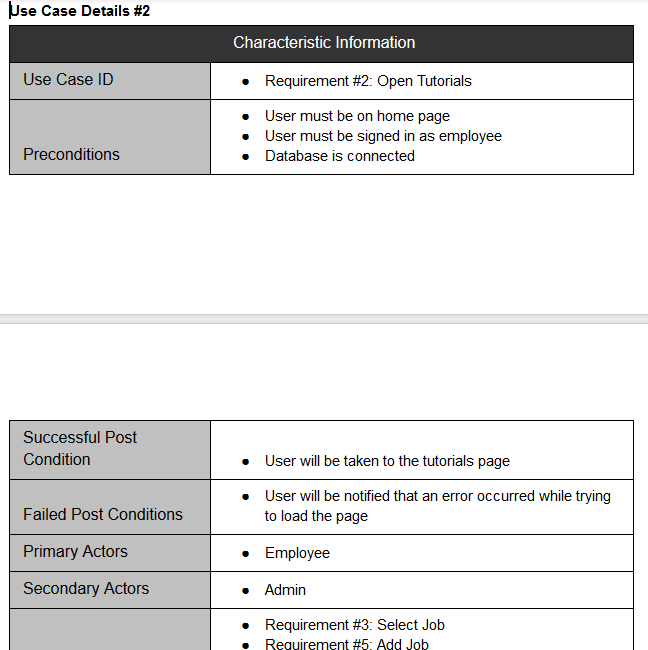 Use Case Details #2
Characteristic Information
Use Case ID
● Requirement #2: Open Tutorials
Preconditions
● User must be on home page
● User must be signed in as employee
● Database is connected
Successful Post
Condition
● User will be taken to the tutorials page
Failed Post Conditions
● User will be notified that an error occurred while trying
to load the page
Primary Actors
● Employee
Secondary Actors
● Admin
● Requirement #3: Select Job
● Requirement #5: Add Job